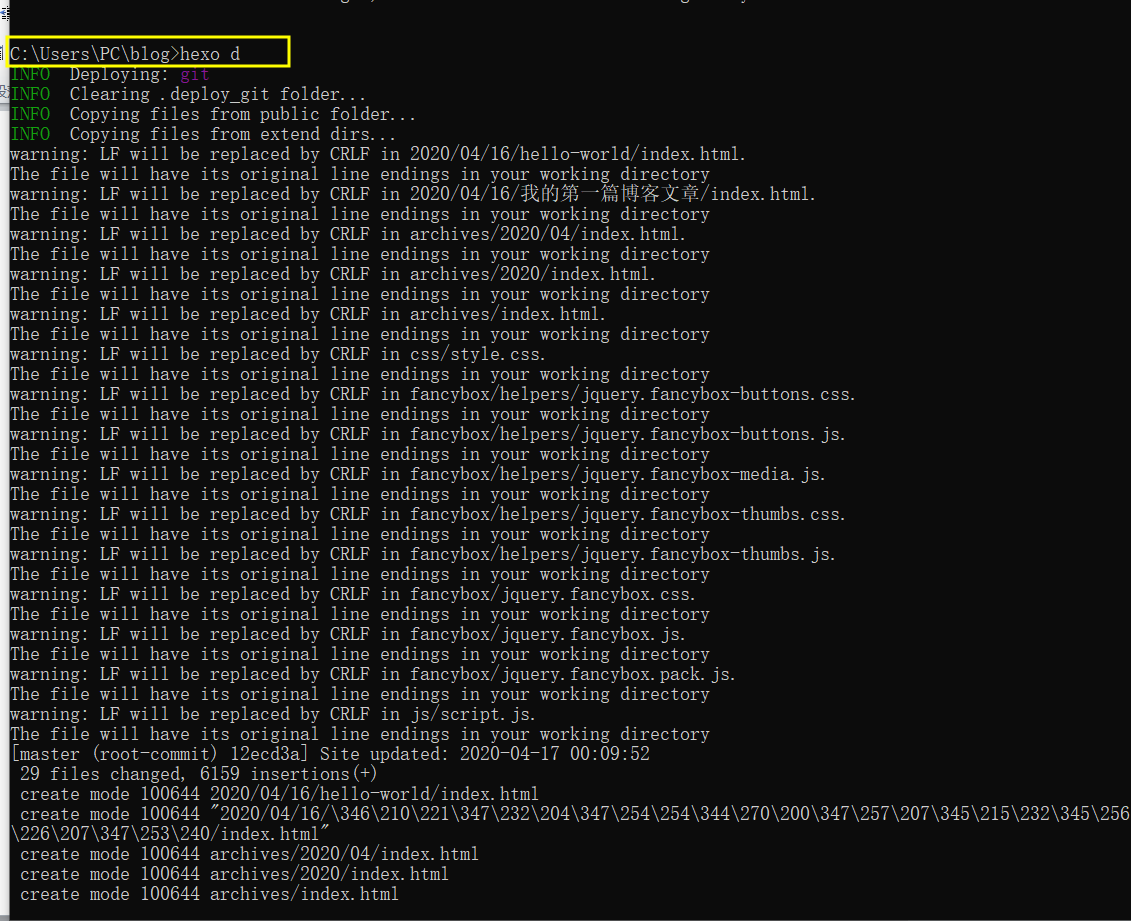 C:\Users\PC\blog>hexo d
INFO  Deploying: git
INFO  Clearing .deploy_git folder...
INFO  Copying files from public folder...
INFO  Copying files from extend dirs...
warning: LF will be replaced by CRLF in 2020/04/16/hello-world/index.html.
The file will have its original line endings in your working directory
warning: LF will be replaced by CRLF in 2020/04/16/我的第一篇博客文章/index.html.
The file will have its original line endings in your working directory
warning: LF will be replaced by CRLF in archives/2020/04/index.html.
The file will have its original line endings in your working directory
warning: LF will be replaced by CRLF in archives/2020/index.html.
The file will have its original line endings in your working directory
warning: LF will be replaced by CRLF in archives/index.html.
The file will have its original line endings in your working directory
warning: LF will be replaced by CRLF in css/style.css.
The file will have its original line endings in your working directory
warning: LF will be replaced by CRLF in fancybox/helpers/jquery.fancybox-buttons.css.
The file will have its original line endings in your working directory
warning: LF will be replaced by CRLF in fancybox/helpers/jquery.fancybox-buttons.js.
The file will have its original line endings in your working directory
warning: LF will be replaced by CRLF in fancybox/helpers/jquery.fancybox-media.js.
The file will have its original line endings in your working directory
warning: LF will be replaced by CRLF in fancybox/helpers/jquery.fancybox-thumbs.css.
The file will have its original line endings in your working directory
warning: LF will be replaced by CRLF in fancybox/helpers/jquery.fancybox-thumbs.js.
The file will have its original line endings in your working directory
warning: LF will be replaced by CRLF in fancybox/jquery.fancybox.css.
The file will have its original line endings in your working directory
warning: LF will be replaced by CRLF in fancybox/jquery.fancybox.js.
The file will have its original line endings in your working directory
warning: LF will be replaced by CRLF in fancybox/jquery.fancybox.pack.js.
The file will have its original line endings in your working directory
warning: LF will be replaced by CRLF in js/script.js.
The file will have its original line endings in your working directory
[master (root-commit) 12ecd3a] Site updated: 2020-04-17 00:09:52
 29 files changed, 6159 insertions(+)
 create mode 100644 2020/04/16/hello-world/index.html
 create mode 100644 "2020/04/16/\346\210\221\347\232\204\347\254\254\344\270\200\347\257\207\345\215\232\345\256
\226\207\347\253\240/index.html"
 create mode 100644 archives/2020/04/index.html
 create mode 100644 archives/2020/index.html
 create mode 100644 archives/index.html